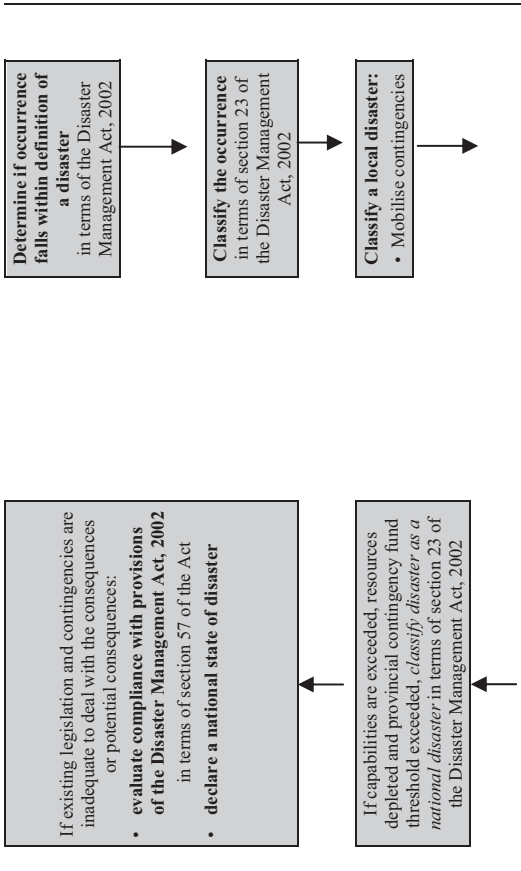 If existing legislation and contingencies are
inadequate to deal with the consequences
or potential consequences:
• evaluate compliance with provisions
of the Disaster Management Act, 2002
in terms of section 57 of the Act
• declare a national state of disaster
If capabilities are exceeded, resources
depleted and provincial contingency fund
threshold exceeded, classify disaster as a
national disaster in terms of section 23 of
the Disaster Management Act, 2002
Determine if occurrence
falls within definition of
a disaster
in terms of the Disaster
Management Act, 2002
Classify the occurrence
in terms of section 23 of
the Disaster Management
Act, 2002
Classify a local disaster:
• Mobilise contingencies